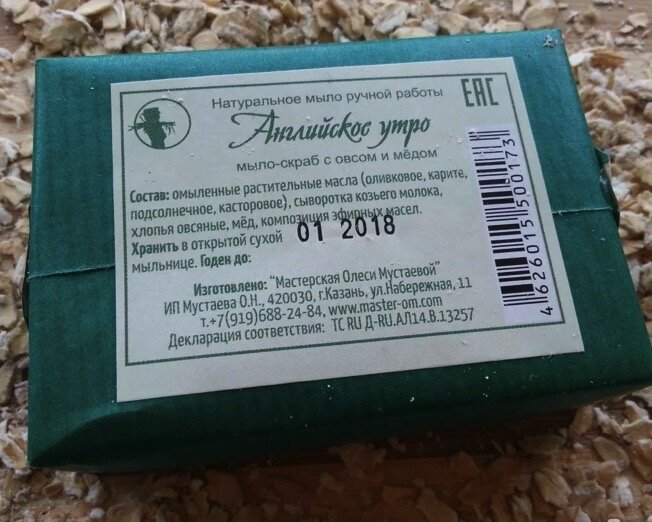 Натуральное мыло ручной работы
EAC
Английское утро
мыло-скраб с овсом и мёдом
Состав: омыленные растительные масла (оливковое, карите,
подсолнечное, касторовое), сыворотка козьего молока,
хлопья овсяные, мёд, композиция эфирных масел.
Хранить в открытой сухой
мыльнице. Годен до:
01 2018
Изготовлено: "Мастерская Олеси Мустаевой"
ИП Мустаева О.Н., 420030, г.Казань, ул.Набережная, 11
т.+7(919)688-24-84, www.master-om.com
Декларация соответствия: ТС RU Д-RU.АЛ14.В.13257
4626015500173